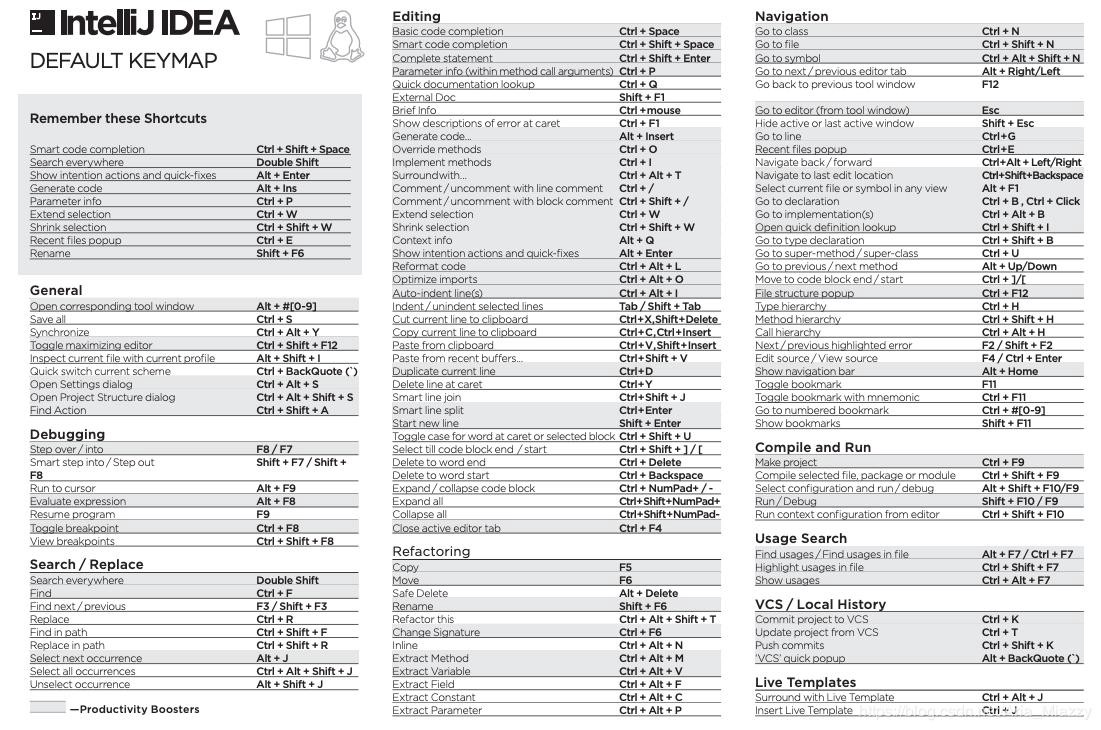 IJ IntelliJ IDEA
DEFAULT KEYMAP
Remember these Shortcuts
Smart code completion Ctrl + Shift + Space
Search everywhere Double Shift
Show intention actions and quick-fixes Alt + Enter
Generate code Alt + Ins
Parameter info Ctrl + P
Extend selection Ctrl + W
Shrink selection Ctrl + Shift + W
Recent files popup Ctrl + E
Rename Shift + F6
General
Open corresponding tool window Alt + #[0-9]
Save all Ctrl + S
Synchronize Ctrl + Alt + Y
Toggle maximizing editor Ctrl + Shift + F12
Inspect current file with current profile Alt + Shift + I
Quick switch current scheme Ctrl + BackQuote (`)
Open Settings dialog Ctrl + Alt + S
Open Project Structure dialog Ctrl + Alt + Shift + S
Find Action Ctrl + Shift + A
Debugging
Step over / into F8 / F7
Smart step into / Step out Shift + F7 / Shift +
F8
Run to cursor Alt + F9
Evaluate expression Alt + F8
Resume program F9
Toggle breakpoint Ctrl + F8
View breakpoints Ctrl + Shift + F8
Search / Replace
Search everywhere Double Shift
Find Ctrl + F
Find next / previous F3 / Shift + F3
Replace Ctrl + R
Find in path Ctrl + Shift + F
Replace in path Ctrl + Shift + R
Select next occurrence Alt + J
Select all occurrences Ctrl + Alt + Shift + J
Unselect occurrence Alt + Shift + J
—Productivity Boosters
Editing
Basic code completion Ctrl + Space
Smart code completion Ctrl + Shift + Space
Complete statement Ctrl + Shift + Enter
Parameter info (within method call arguments) Ctrl + P
Quick documentation lookup Ctrl + Q
External Doc Shift + F1
Brief Info Ctrl +mouse
Show descriptions of error at caret Ctrl + F1
Generate code... Alt + Insert
Override methods Ctrl + O
Implement methods Ctrl + I
Surroundwith... Ctrl + Alt + T
Comment / uncomment with line comment Ctrl + /
Comment / uncomment with block comment Ctrl + Shift + /
Extend selection Ctrl + W
Shrink selection Ctrl + Shift + W
Context info Alt + Q
Show intention actions and quick-fixes Alt + Enter
Reformat code Ctrl + Alt + L
Optimize imports Ctrl + Alt + O
Auto-indent line(s) Ctrl + Alt + I
Indent / unindent selected lines Tab / Shift + Tab
Cut current line to clipboard Ctrl+X,Shift+Delete
Copy current line to clipboard Ctrl+C,Ctrl+Insert
Paste from clipboard Ctrl+V,Shift+Insert
Paste from recent buffers... Ctrl+Shift + V
Duplicate current line Ctrl+D
Delete line at caret Ctrl+Y
Smart line join Ctrl+Shift + J
Smart line split Ctrl+Enter
Start new line Shift + Enter
Toggle case for word at caret or selected block Ctrl + Shift + U
Select till code block end / start Ctrl + Shift + ] / [
Delete to word end Ctrl + Delete
Delete to word start Ctrl + Backspace
Expand / collapse code block Ctrl + NumPad+ / -
Expand all Ctrl+Shift+NumPad+
Collapse all Ctrl+Shift+NumPad-
Close active editor tab Ctrl + F4
Refactoring
Copy F5
Move F6
Safe Delete Alt + Delete
Rename Shift + F6
Refactor this Ctrl + Alt + Shift + T
Change Signature Ctrl + F6
Inline Ctrl + Alt + N
Extract Method Ctrl + Alt + M
Extract Variable Ctrl + Alt + V
Extract Field Ctrl + Alt + F
Extract Constant Ctrl + Alt + C
Extract Parameter Ctrl + Alt + P
Navigation
Go to class Ctrl + N
Go to file Ctrl + Shift + N
Go to symbol Ctrl + Alt + Shift + N
Go to next / previous editor tab Alt + Right/Left
Go back to previous tool window F12
Go to editor (from tool window) Esc
Hide active or last active window Shift + Esc
Go to line Ctrl+G
Recent files popup Ctrl+E
Navigate back / forward Ctrl+Alt + Left/Right
Navigate to last edit location Ctrl+Shift+Backspace
Select current file or symbol in any view Alt + F1
Go to declaration Ctrl + B , Ctrl + Click
Go to implementation(s) Ctrl + Alt + B
Open quick definition lookup Ctrl + Shift + I
Go to type declaration Ctrl + Shift + B
Go to super-method / super-class Ctrl + U
Go to previous / next method Alt + Up/Down
Move to code block end / start Ctrl + ]/[
File structure popup Ctrl + F12
Type hierarchy Ctrl + H
Method hierarchy Ctrl + Shift + H
Call hierarchy Ctrl + Alt + H
Next / previous highlighted error F2 / Shift + F2
Edit source / View source F4 / Ctrl + Enter
Show navigation bar Alt + Home
Toggle bookmark F11
Toggle bookmark with mnemonic Ctrl + F11
Go to numbered bookmark Ctrl + #[0-9]
Show bookmarks Shift + F11
Compile and Run
Make project Ctrl + F9
Compile selected file, package or module Ctrl + Shift + F9
Select configuration and run / debug Alt + Shift + F10/F9
Run / Debug Shift + F10 / F9
Run context configuration from editor Ctrl + Shift + F10
Usage Search
Find usages / Find usages in file Alt + F7 / Ctrl + F7
Highlight usages in file Ctrl + Shift + F7
Show usages Ctrl + Alt + F7
VCS / Local History
Commit project to VCS Ctrl + K
Update project from VCS Ctrl + T
Push commits Ctrl + Shift + K
'VCS' quick popup Alt + BackQuote (`)
Live Templates
Surround with Live Template Ctrl + Alt + J
Insert Live Template Ctrl + J